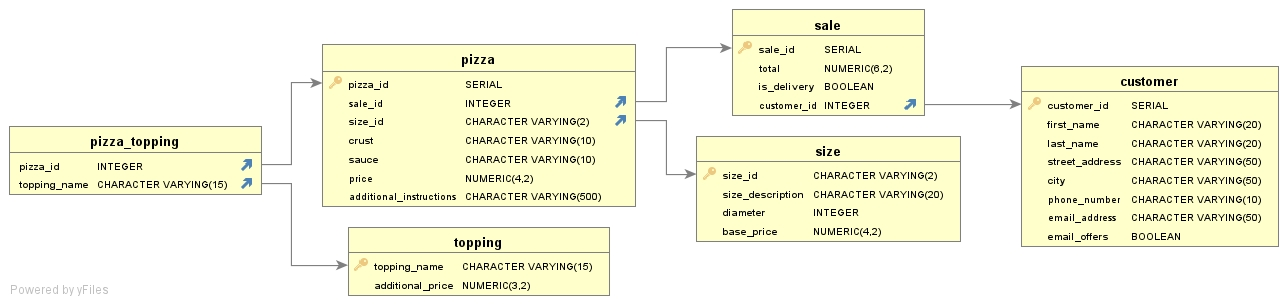 pizza_topping
pizza_id INTEGER
topping_name CHARACTER VARYING(15)
pizza
pizza_id SERIAL
sale_id INTEGER
size_id CHARACTER VARYING(2)
crust CHARACTER VARYING(10)
sauce CHARACTER VARYING(10)
price NUMERIC(4,2)
additional_instructions CHARACTER VARYING(500)
topping
topping_name CHARACTER VARYING(15)
additional_price NUMERIC(3,2)
sale
sale_id SERIAL
total NUMERIC(6,2)
is_delivery BOOLEAN
customer_id INTEGER
size
size_id CHARACTER VARYING(2)
size_description CHARACTER VARYING(20)
diameter INTEGER
base_price NUMERIC(4,2)
customer
customer_id SERIAL
first_name CHARACTER VARYING(20)
last_name CHARACTER VARYING(20)
street_address CHARACTER VARYING(50)
city CHARACTER VARYING(50)
phone_number CHARACTER VARYING(10)
email_address CHARACTER VARYING(50)
email_offers BOOLEAN
Powered by yFiles